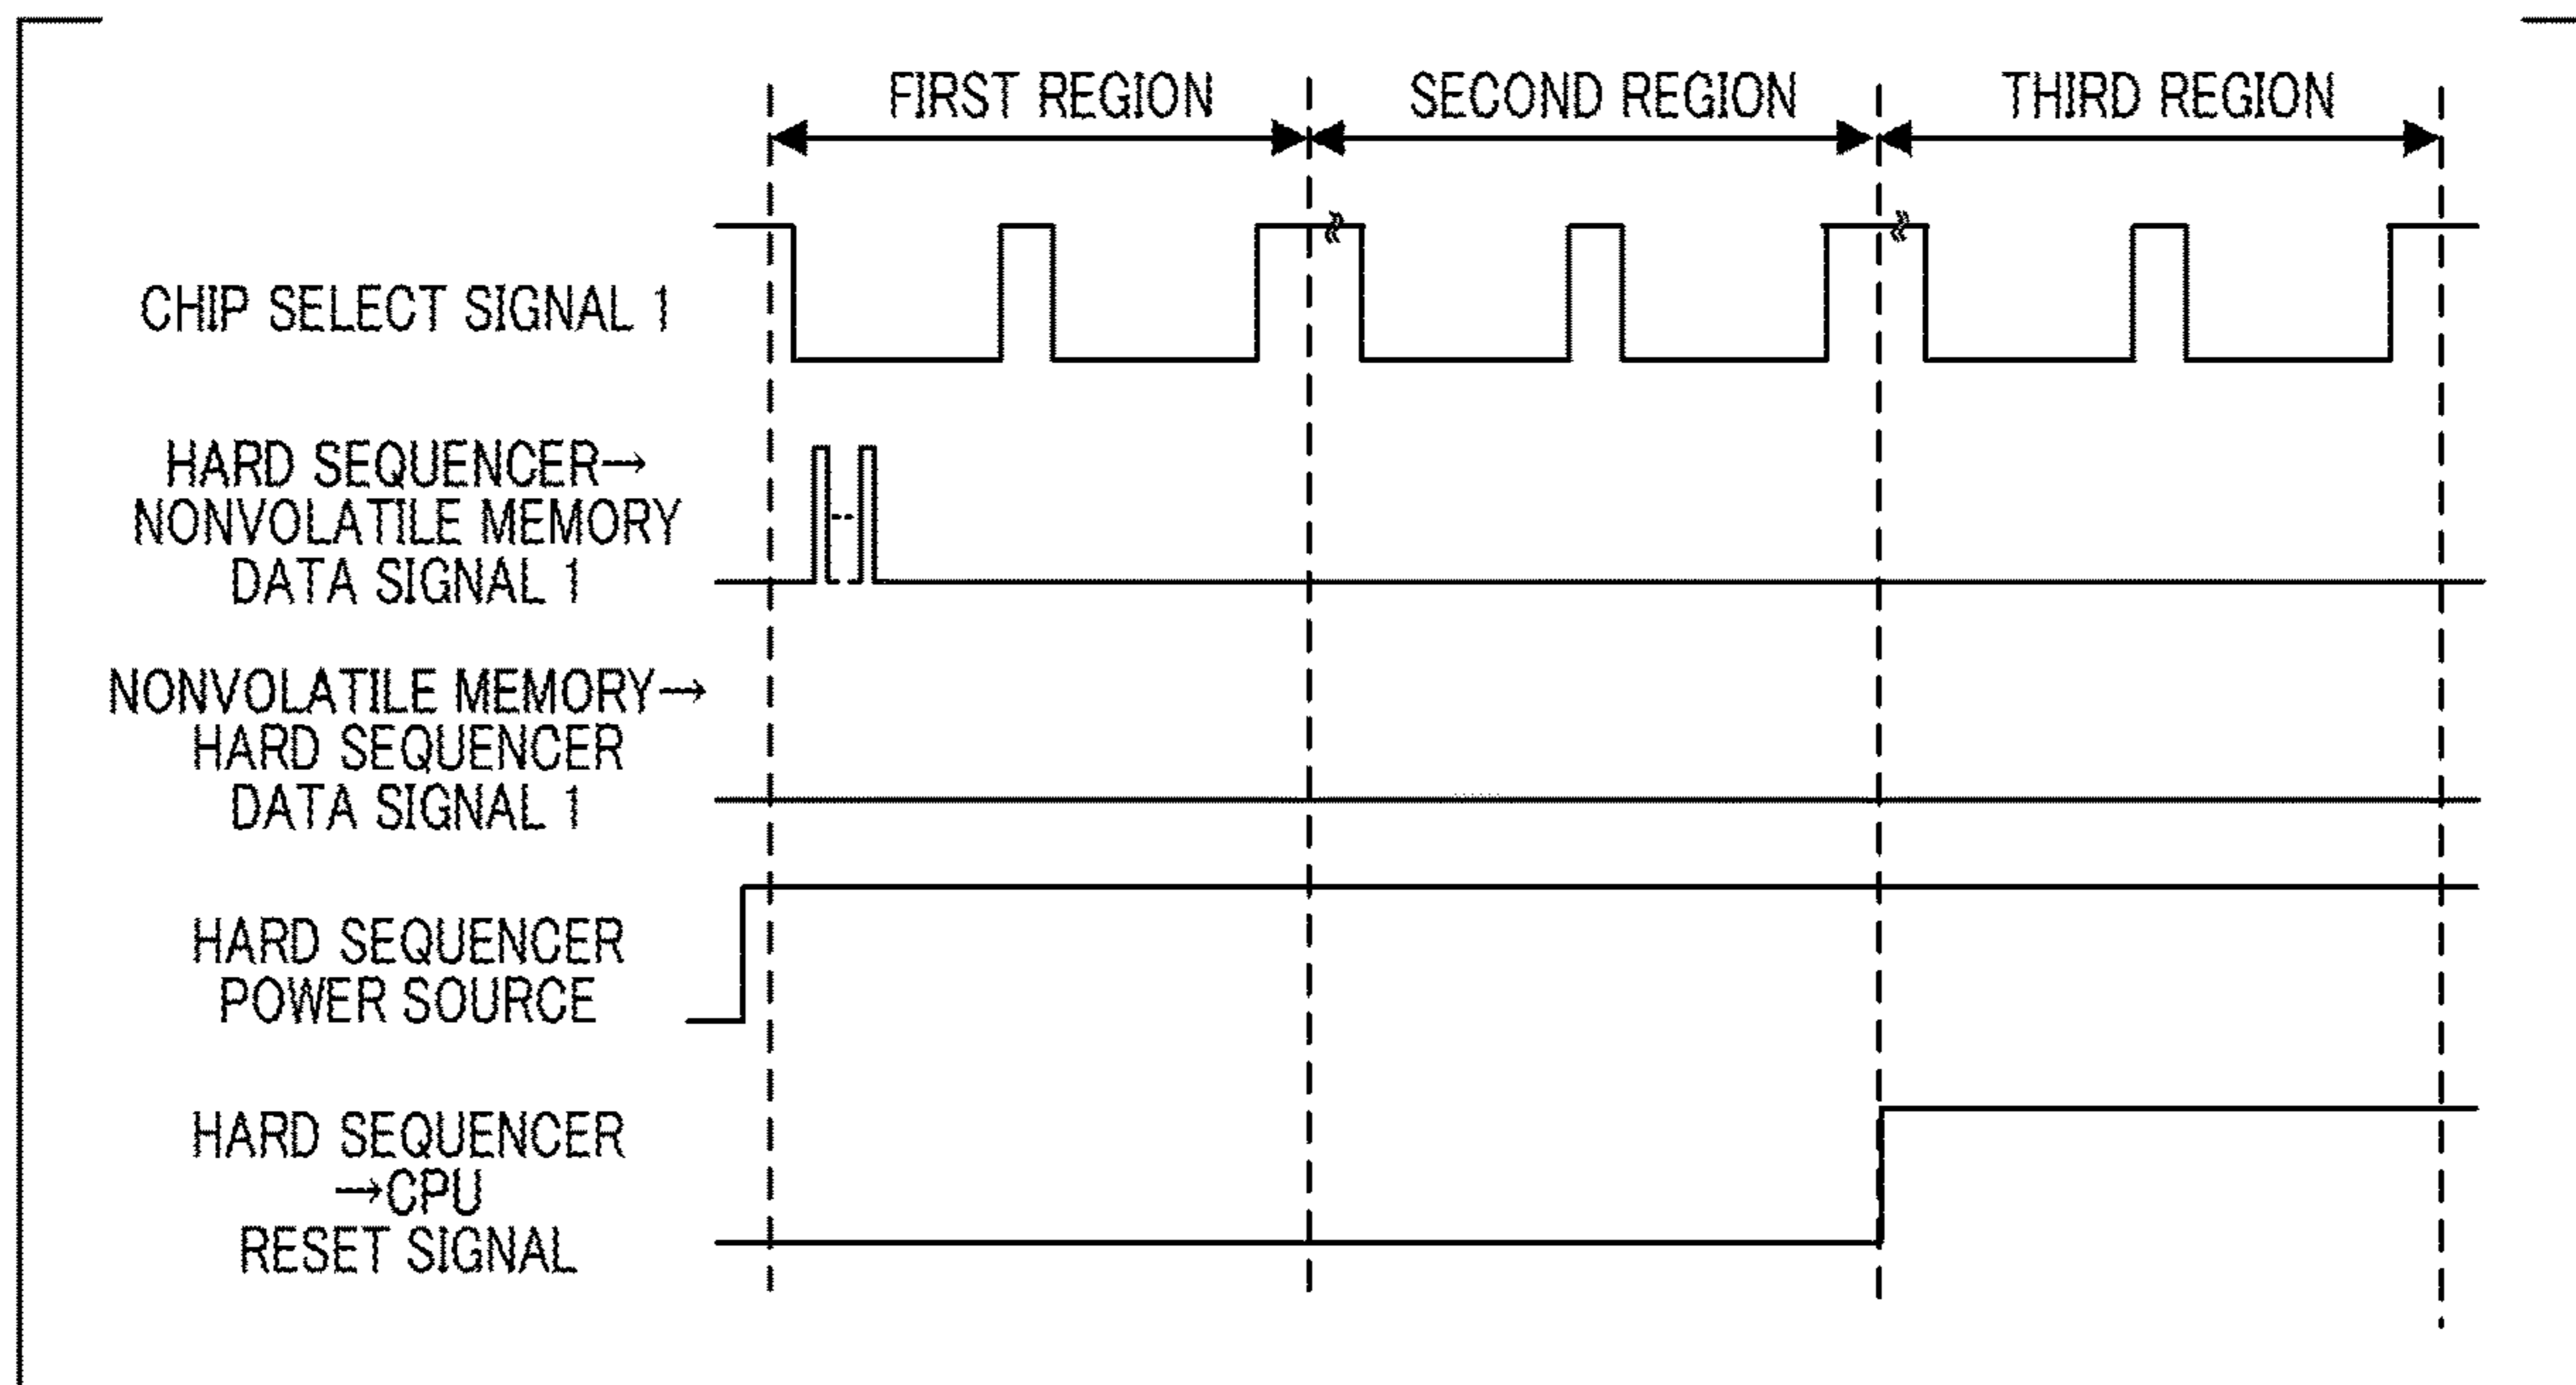 FIRST REGION
SECOND REGION
THIRD REGION
CHIP SELECT SIGNAL 1
HARD SEQUENCER→
NONVOLATILE MEMORY
DATA SIGNAL 1
NONVOLATILE MEMORY→
HARD SEQUENCER
DATA SIGNAL 1
HARD SEQUENCER
POWER SOURCE
HARD SEQUENCER
→CPU
RESET SIGNAL